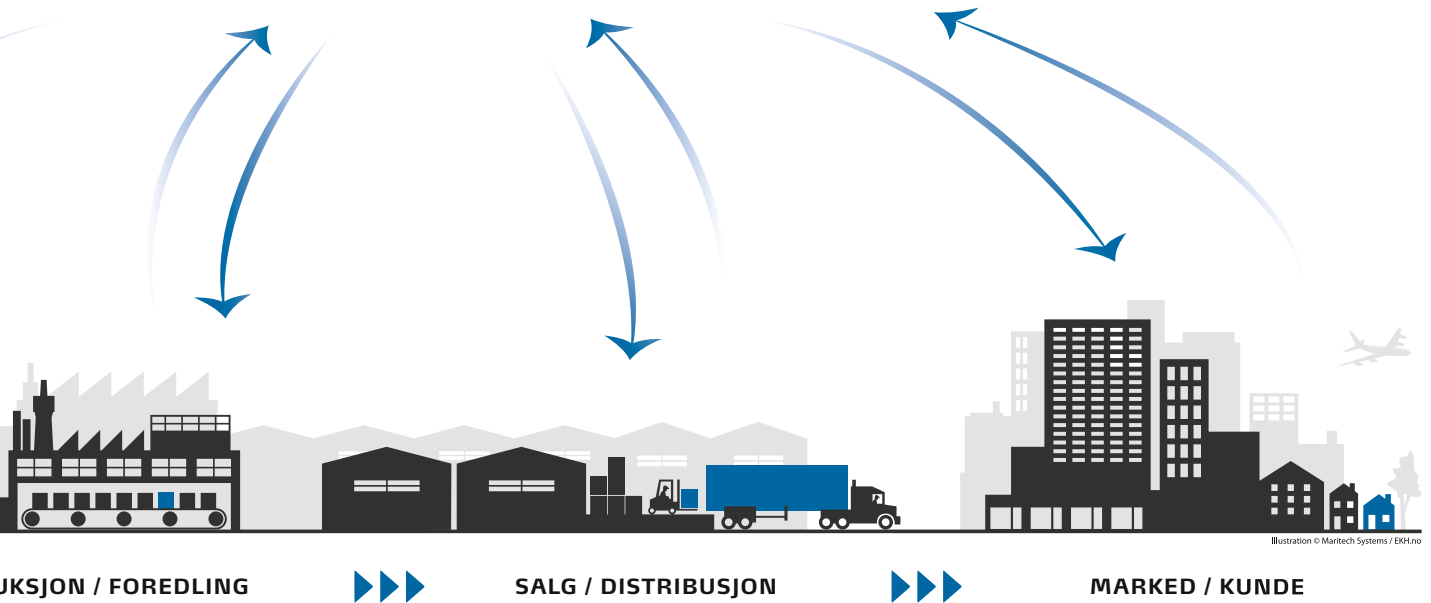 Illustration © Maritech Systems / EKH.no
UKSJON / FOREDLING
SALG / DISTRIBUSJON
MARKED / KUNDE